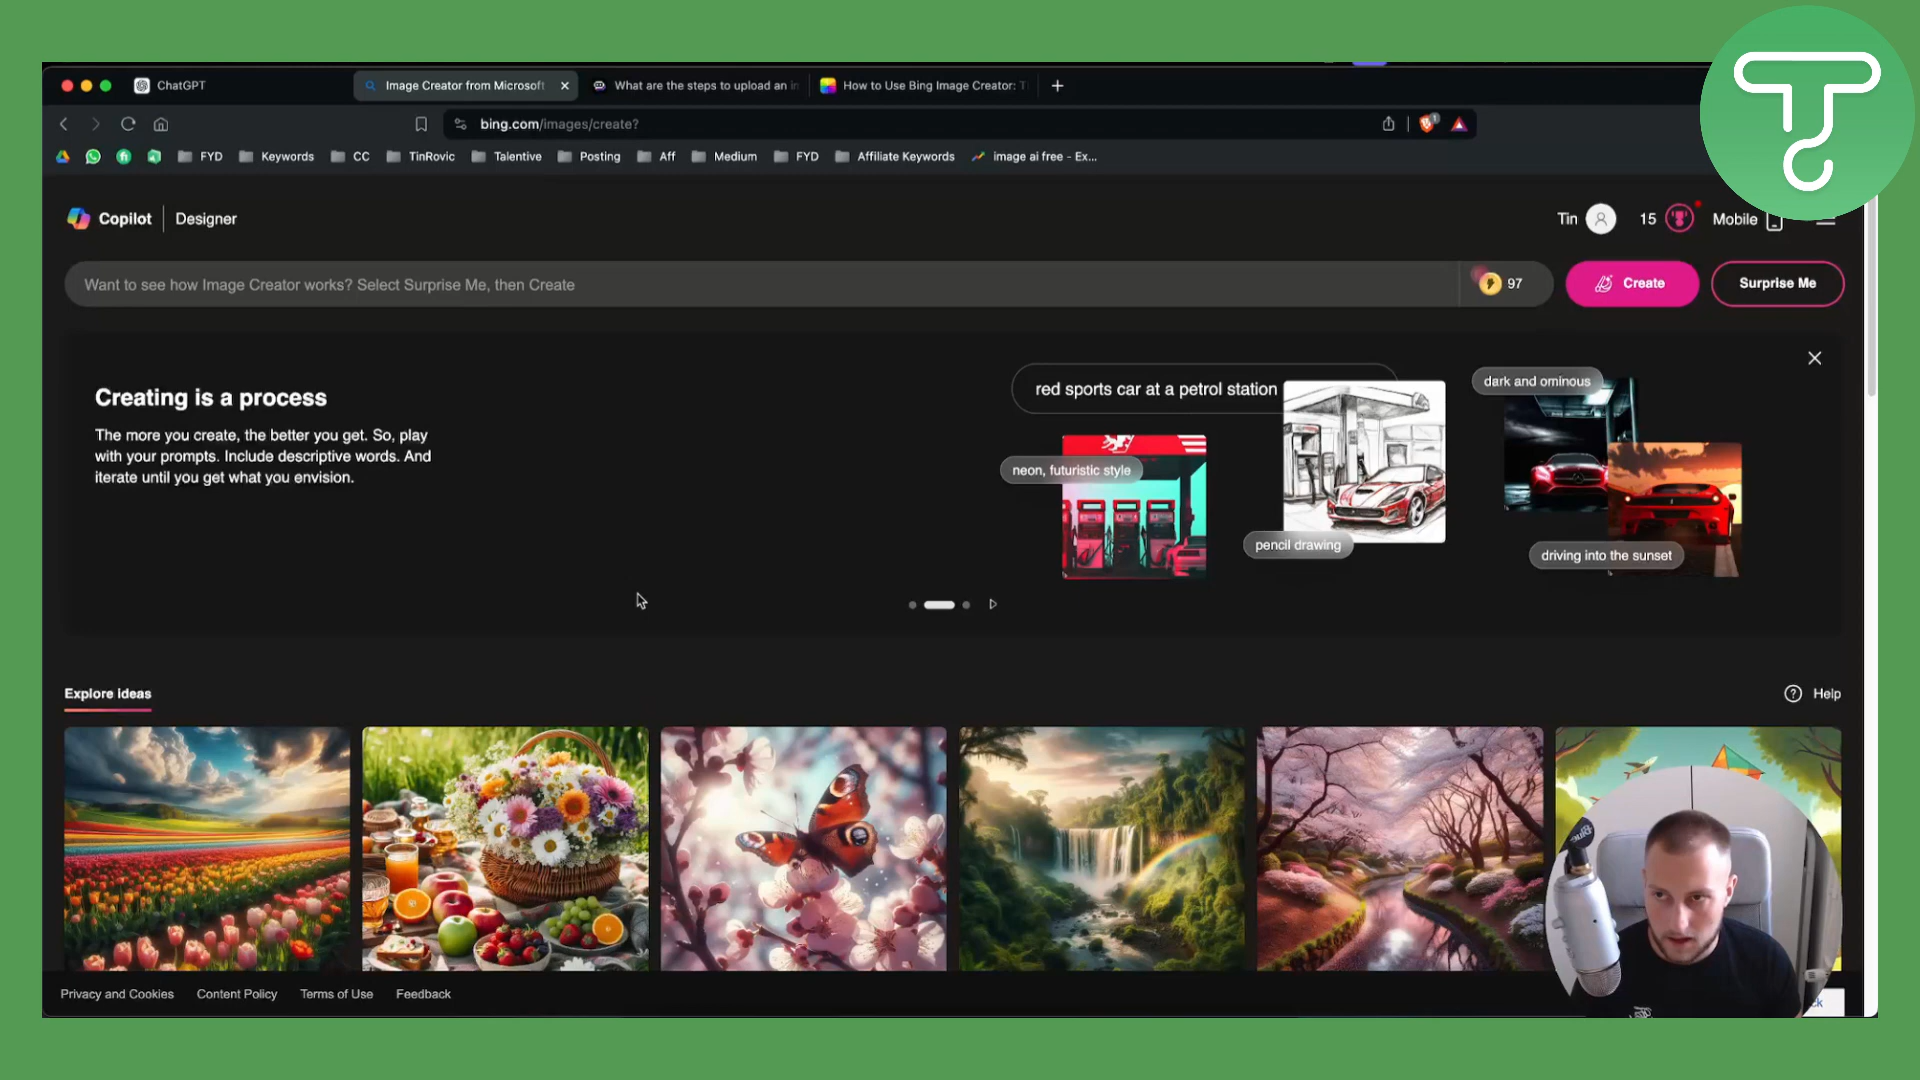 ChatGPT
Image Creator from Microsoft
What are the steps to upload an in
How to Use Bing Image Creator: T
bing.com/images/create?
1
FYD
Keywords
CC
TinRovic
Talentive
Posting
Aff
Medium
FYD
Affiliate Keywords
image ai free - Ex...
Copilot
Designer
Tin
15
Mobile
Want to see how Image Creator works? Select Surprise Me, then Create
97
Create
Surprise Me
Creating is a process
The more you create, the better you get. So, play
with your prompts. Include descriptive words. And
iterate until you get what you envision.
red sports car at a petrol station
neon, futuristic style
pencil drawing
dark and ominous
driving into the sunset
Explore ideas
Help
Privacy and Cookies
Content Policy
Terms of Use
Feedback